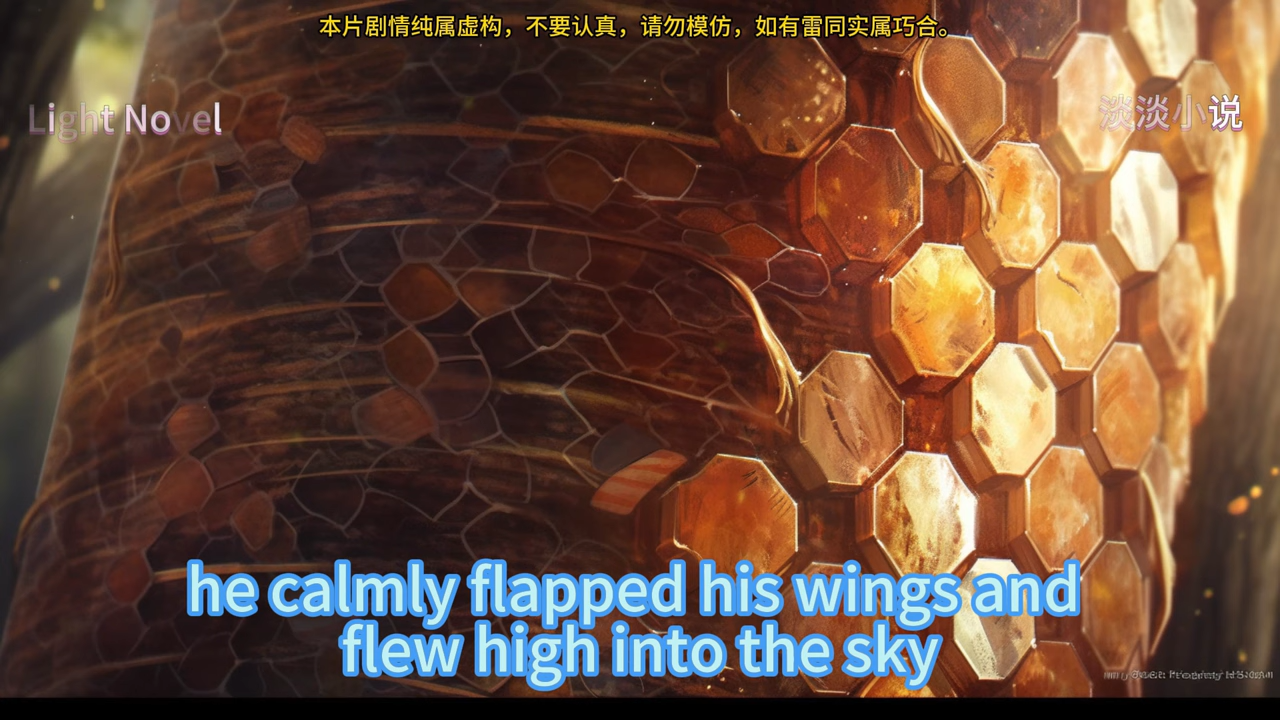 本片剧情纯属虚构，不要认真，请勿模仿，如有雷同实属巧合。
Light Novel
淡淡小说
he calmly flapped his wings and
flew high into the sky